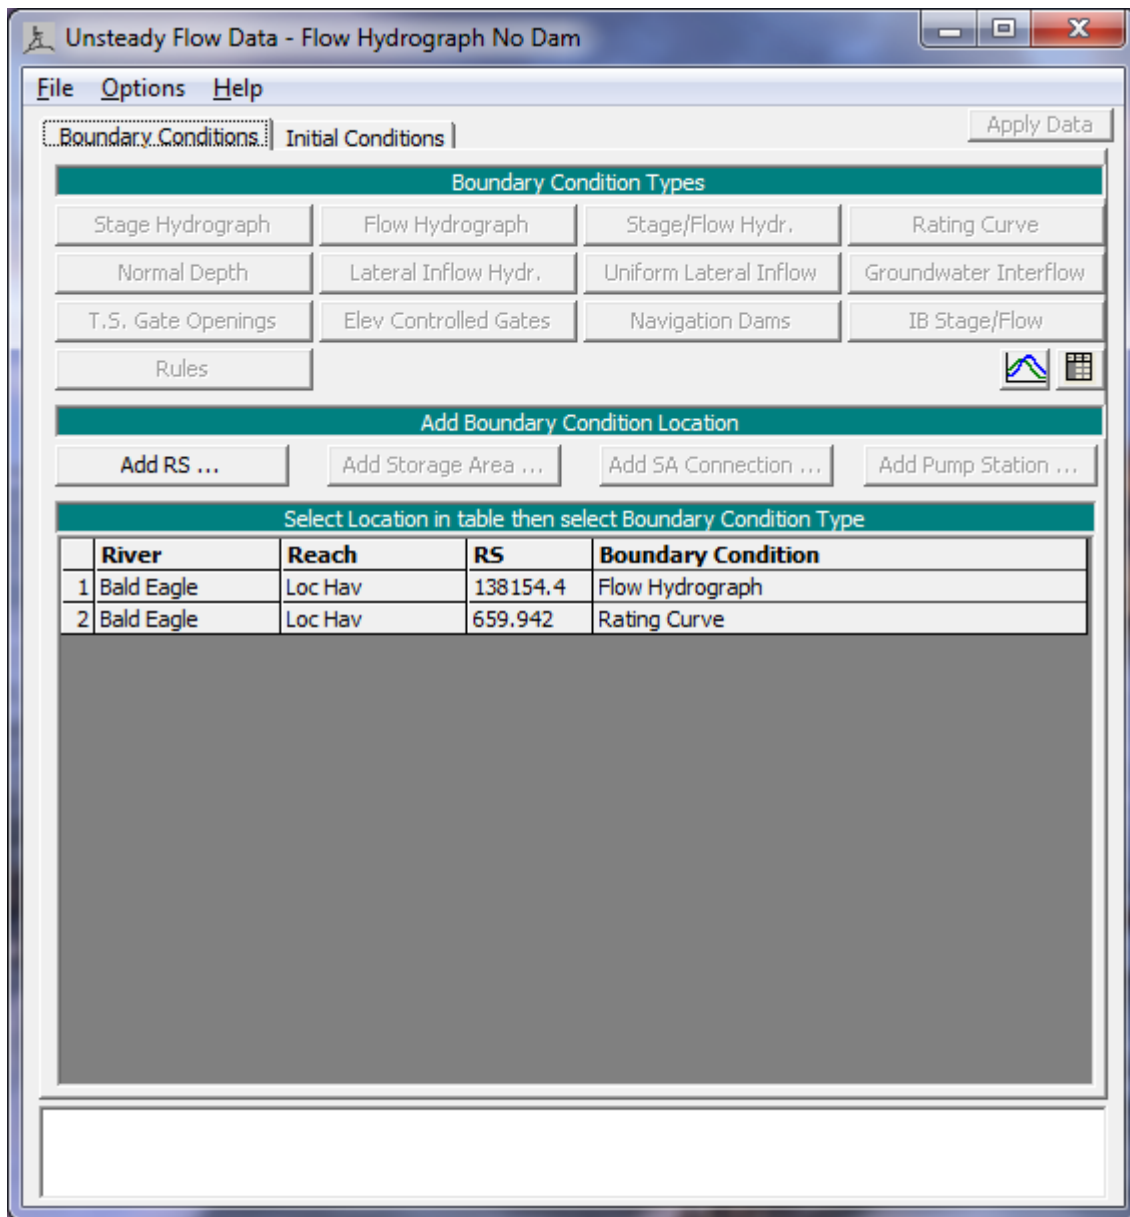 Unsteady Flow Data - Flow Hydrograph No Dam
File Options Help
Boundary Conditions Initial Conditions Apply Data
Boundary Condition Types
Stage Hydrograph Flow Hydrograph Stage/Flow Hydr. Rating Curve
Normal Depth Lateral Inflow Hydr. Uniform Lateral Inflow Groundwater Interflow
T.S. Gate Openings Elev Controlled Gates Navigation Dams IB Stage/Flow
Rules
Add Boundary Condition Location
Add RS ... Add Storage Area ... Add SA Connection ... Add Pump Station ...
Select Location in table then select Boundary Condition Type
River Reach RS Boundary Condition
1 Bald Eagle Loc Hav 138154.4 Flow Hydrograph
2 Bald Eagle Loc Hav 659.942 Rating Curve